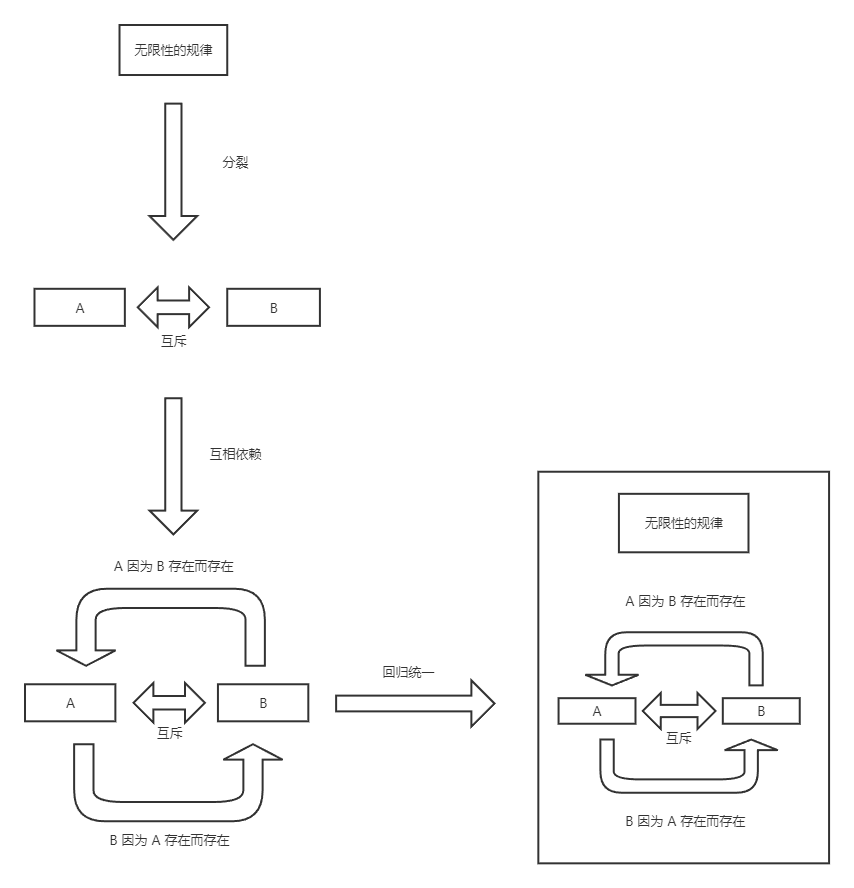 无限性的规律
分裂
A
B
互斥
互相依赖
A 因为 B 存在而存在
A
B
互斥
B 因为 A 存在而存在
回归统一
无限性的规律
A 因为 B 存在而存在
A
B
互斥
B 因为 A 存在而存在